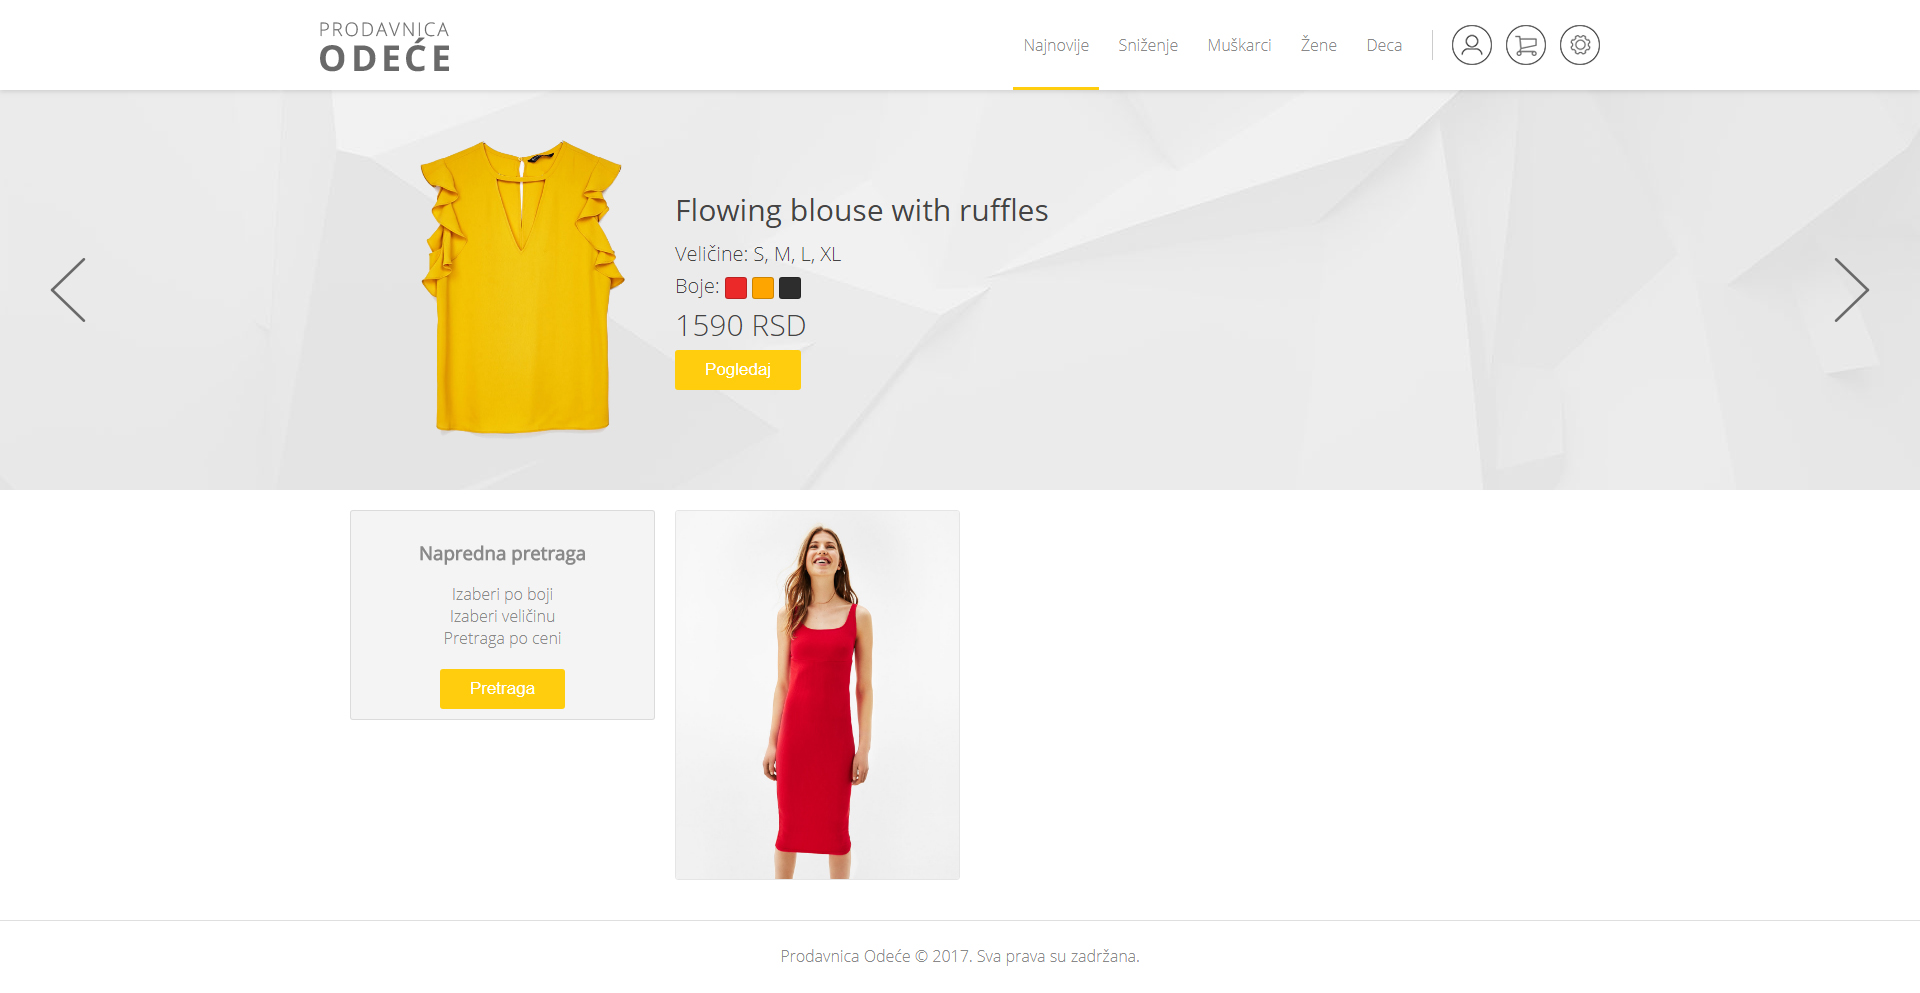 PRODAVNICA
ODEĆE
Najnovije Sniženje Muškarci Žene Deca
Flowing blouse with ruffles
Veličine: S, M, L, XL
Boje:
1590 RSD
Pogledaj
Napredna pretraga
Izaberi po boji
Izaberi veličinu
Pretraga po ceni
Pretraga
Prodavnica Odeće © 2017. Sva prava su zadržana.